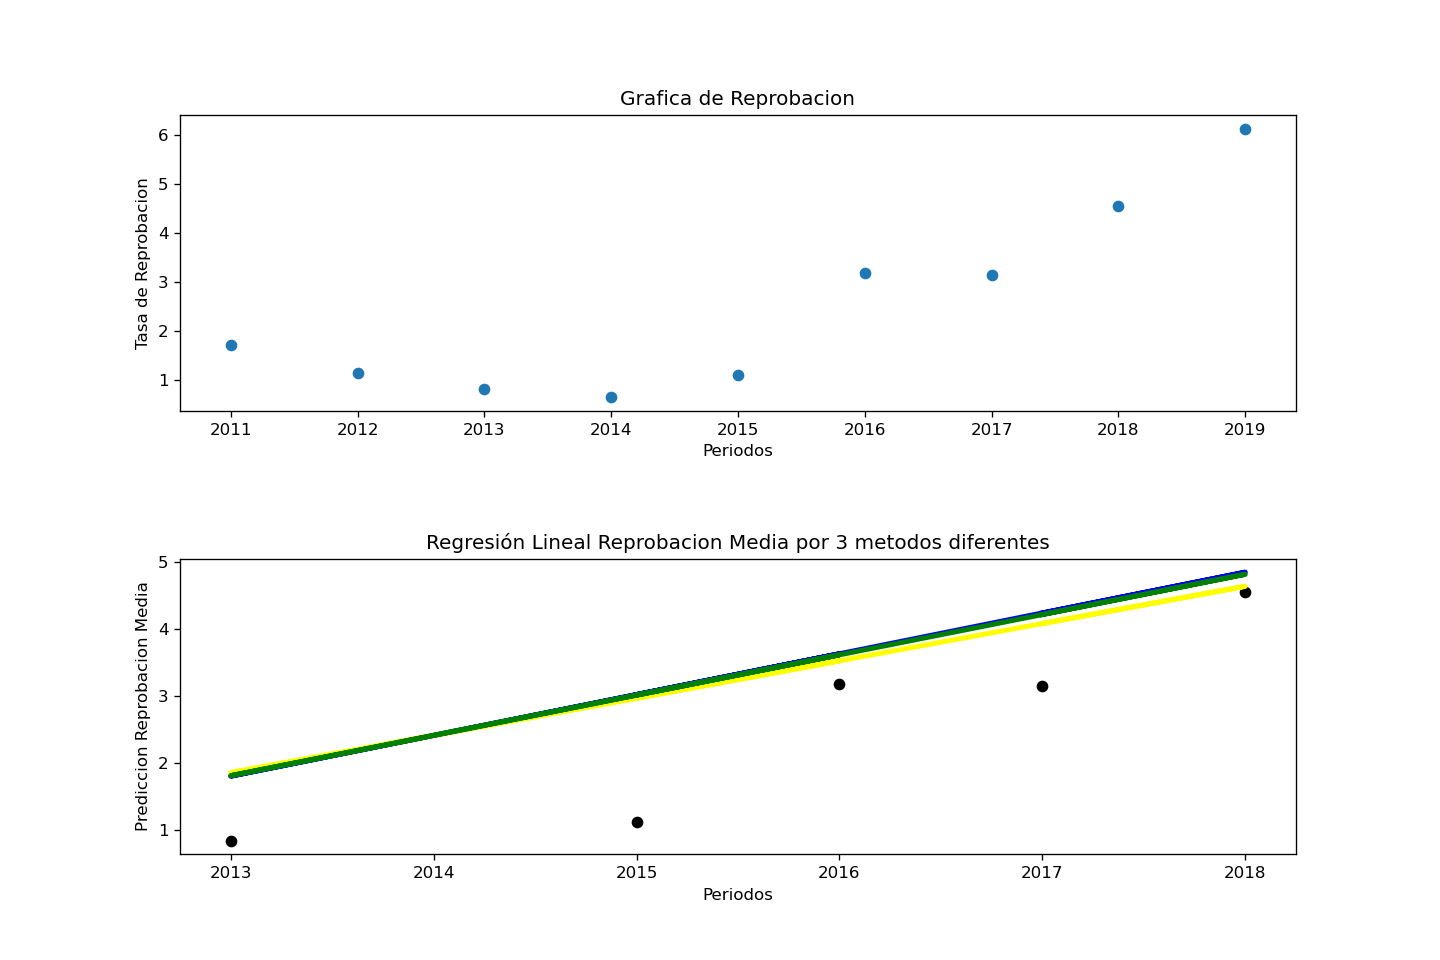 Grafica de Reprobacion
Tasa de Reprobacion
6
5
4
3
2
1
2011 2012 2013 2014 2015 2016 2017 2018 2019
Periodos
Regresión Lineal Reprobacion Media por 3 metodos diferentes
Prediccion Reprobacion Media
5
4
3
2
1
2013 2014 2015 2016 2017 2018
Periodos